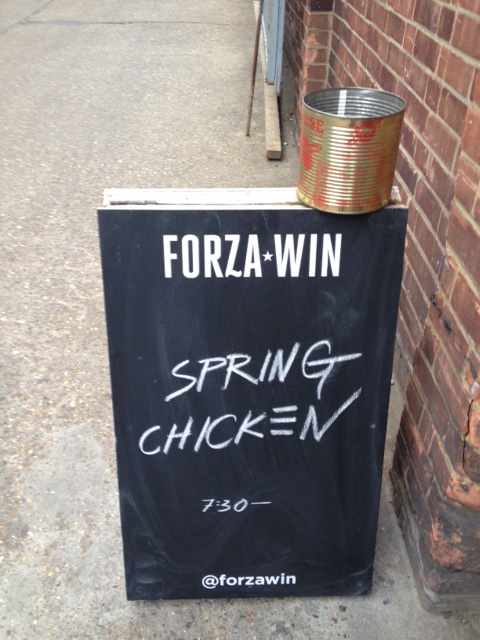 FORZA★WIN
SPRING
CHICKEN
7:30—
@forzawin